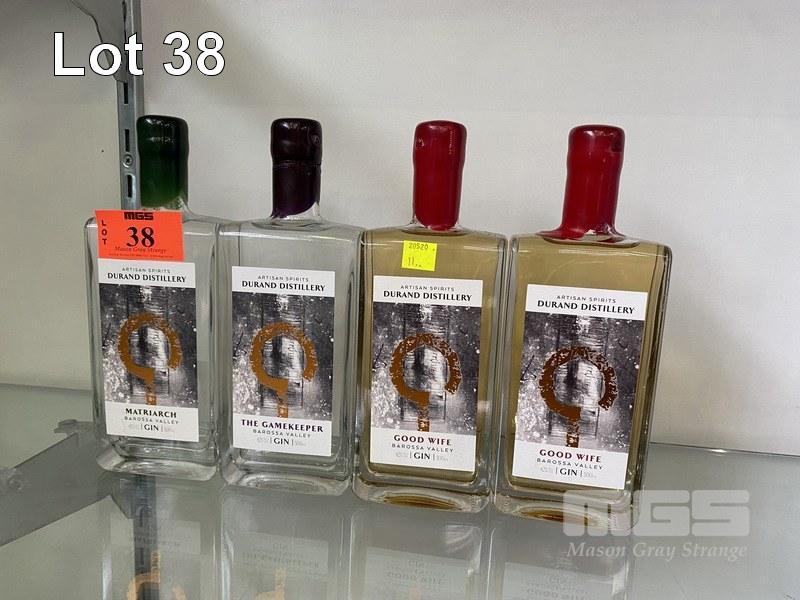 Lot 38
MGS
LOT
38
Mason Gray Strange
ARTISAN SPIRITS
DURAND DISTILLERY
MATRIARCH
BAROSSA VALLEY
GIN
ARTISAN SPIRITS
DURAND DISTILLERY
THE GAMEKEEPER
BAROSSA VALLEY
GIN
20520
ARTISAN SPIRITS
DURAND DISTILLERY
GOOD WIFE
BAROSSA VALLEY
GIN
ARTISAN SPIRITS
DURAND DISTILLERY
GOOD WIFE
BAROSSA VALLEY
GIN
MGS
Mason Gray Strange